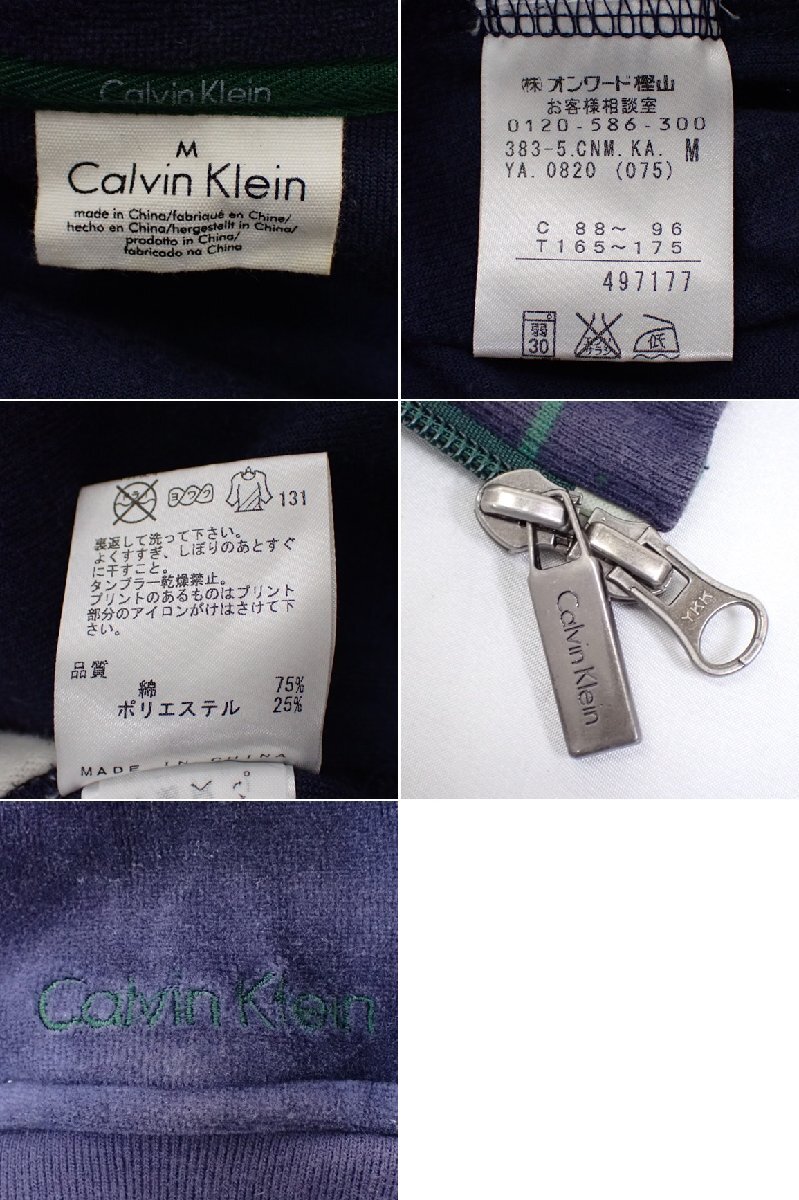 Calvin Klein
M
Calvin Klein
made in China/fabriqué en Chine/
hecho en China/hergestellt in China/
prodotto in China/
fabricado na China
㈱オンワード樫山
お客様相談室
0120-586-300
383-5.CNM.KA. M
YA.0820 (075)
C 88～ 96
T165～175
497177
弱
30
低
ヨワク
131
裏返して洗って下さい。
よくすすぎ、しぼりのあとすぐ
に干すこと。
タンブラー乾燥禁止。
プリントのあるものはプリント
部分のアイロンがけはさけて下
さい。
品質
綿 75%
ポリエステル 25%
MADE IN CHINA
Calvin Klein
YKK
Calvin Klein